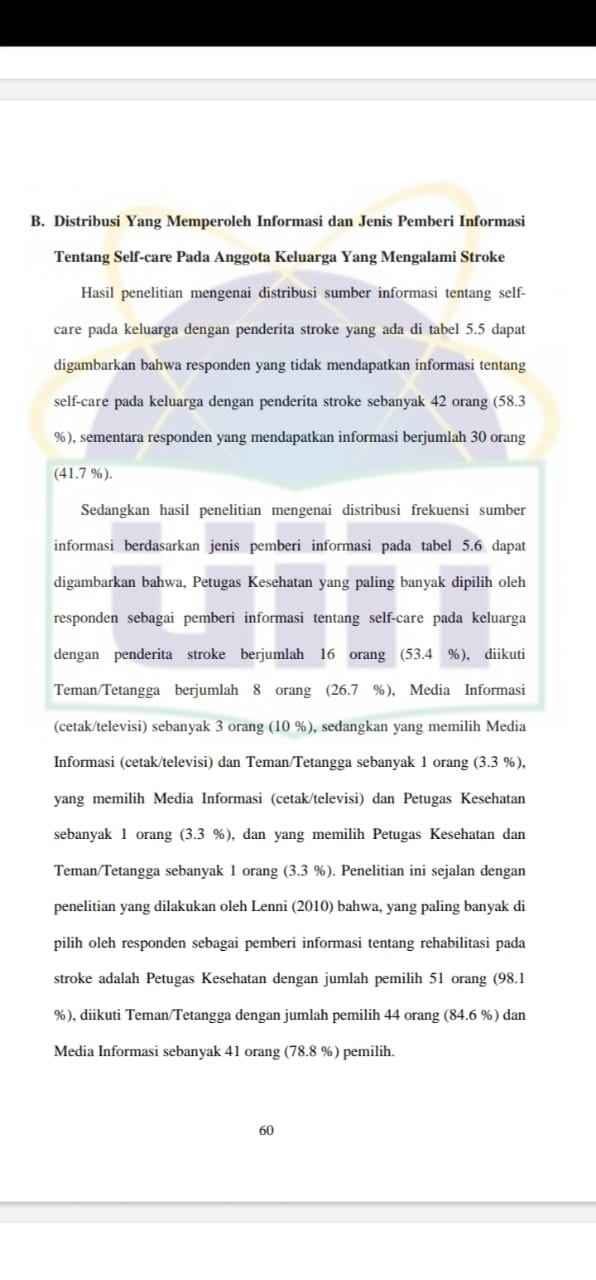 B. Distribusi Yang Memperoleh Informasi dan Jenis Pemberi Informasi
Tentang Self-care Pada Anggota Keluarga Yang Mengalami Stroke
Hasil penelitian mengenai distribusi sumber informasi tentang self-
care pada keluarga dengan penderita stroke yang ada di tabel 5.5 dapat
digambarkan bahwa responden yang tidak mendapatkan informasi tentang
self-care pada keluarga dengan penderita stroke sebanyak 42 orang (58.3
%), sementara responden yang mendapatkan informasi berjumlah 30 orang
(41.7 %).
Sedangkan hasil penelitian mengenai distribusi frekuensi sumber
informasi berdasarkan jenis pemberi informasi pada tabel 5.6 dapat
digambarkan bahwa, Petugas Kesehatan yang paling banyak dipilih oleh
responden sebagai pemberi informasi tentang self-care pada keluarga
dengan penderita stroke berjumlah 16 orang (53.4 %), diikuti
Teman/Tetangga berjumlah 8 orang (26.7 %), Media Informasi
(cetak/televisi) sebanyak 3 orang (10 %), sedangkan yang memilih Media
Informasi (cetak/televisi) dan Teman/Tetangga sebanyak 1 orang (3.3 %),
yang memilih Media Informasi (cetak/televisi) dan Petugas Kesehatan
sebanyak 1 orang (3.3 %), dan yang memilih Petugas Kesehatan dan
Teman/Tetangga sebanyak 1 orang (3.3 %). Penelitian ini sejalan dengan
penelitian yang dilakukan oleh Lenni (2010) bahwa, yang paling banyak di
pilih oleh responden sebagai pemberi informasi tentang rehabilitasi pada
stroke adalah Petugas Kesehatan dengan jumlah pemilih 51 orang (98.1
%), diikuti Teman/Tetangga dengan jumlah pemilih 44 orang (84.6 %) dan
Media Informasi sebanyak 41 orang (78.8 %) pemilih.
60
uin